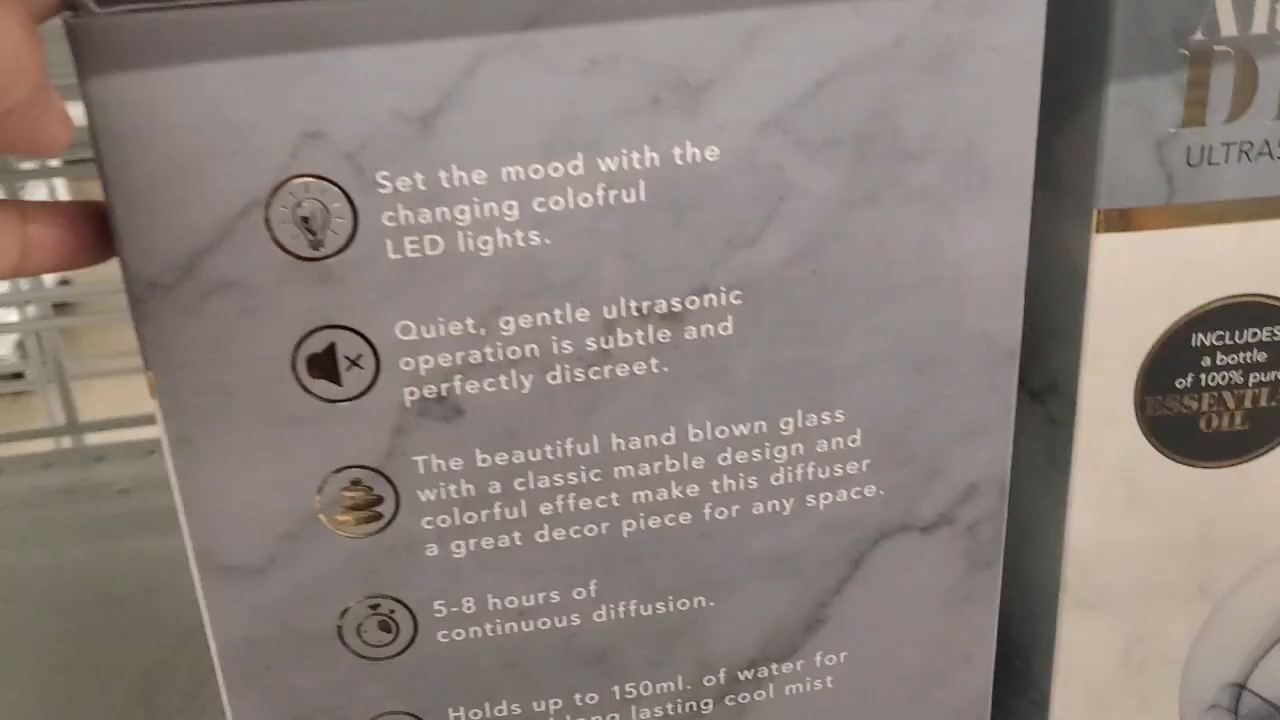 Set the mood with the
changing colofrul
LED lights.
Quiet, gentle ultrasonic
operation is subtle and
perfectly discreet.
The beautiful hand blown glass
with a classic marble design and
colorful effect make this diffuser
a great decor piece for any space.
5-8 hours of
continuous diffusion.
Holds up to 150ml. of water for
long lasting cool mist
INCLUDES
a bottle
of 100% pure
OIL